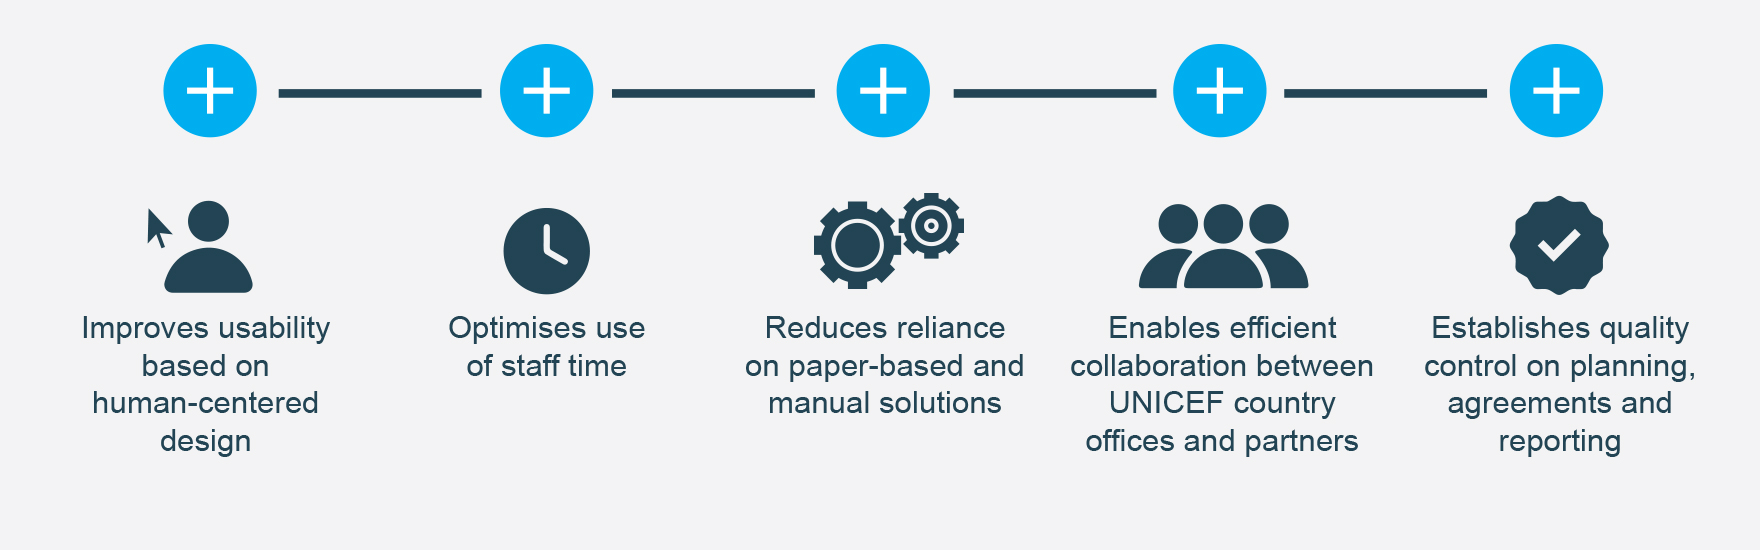 Improves usability
based on
human-centered
design
Optimises use
of staff time
Reduces reliance
on paper-based and
manual solutions
Enables efficient
collaboration between
UNICEF country
offices and partners
Establishes quality
control on planning,
agreements and
reporting